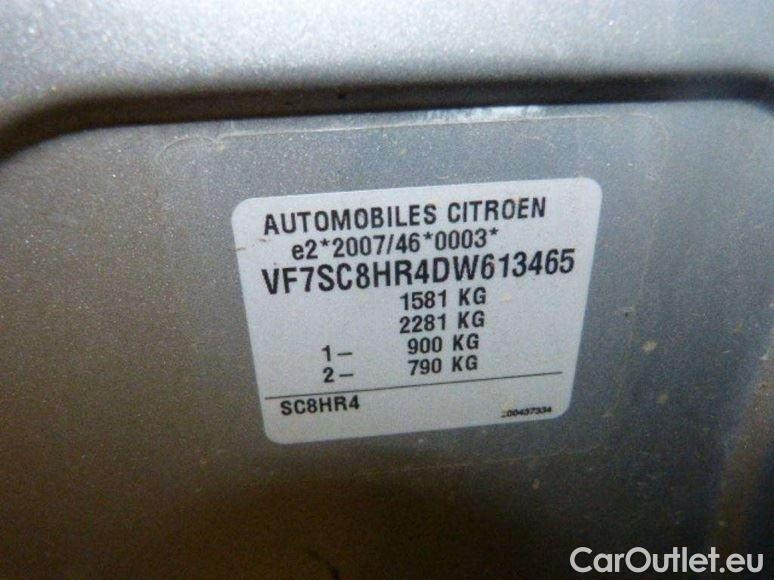 AUTOMOBILES CITROEN
e2*2007/46*0003*
VF7SC8HR4DW613465
1581 KG
2281 KG
1– 900 KG
2– 790 KG
SC8HR4
CarOutlet.eu